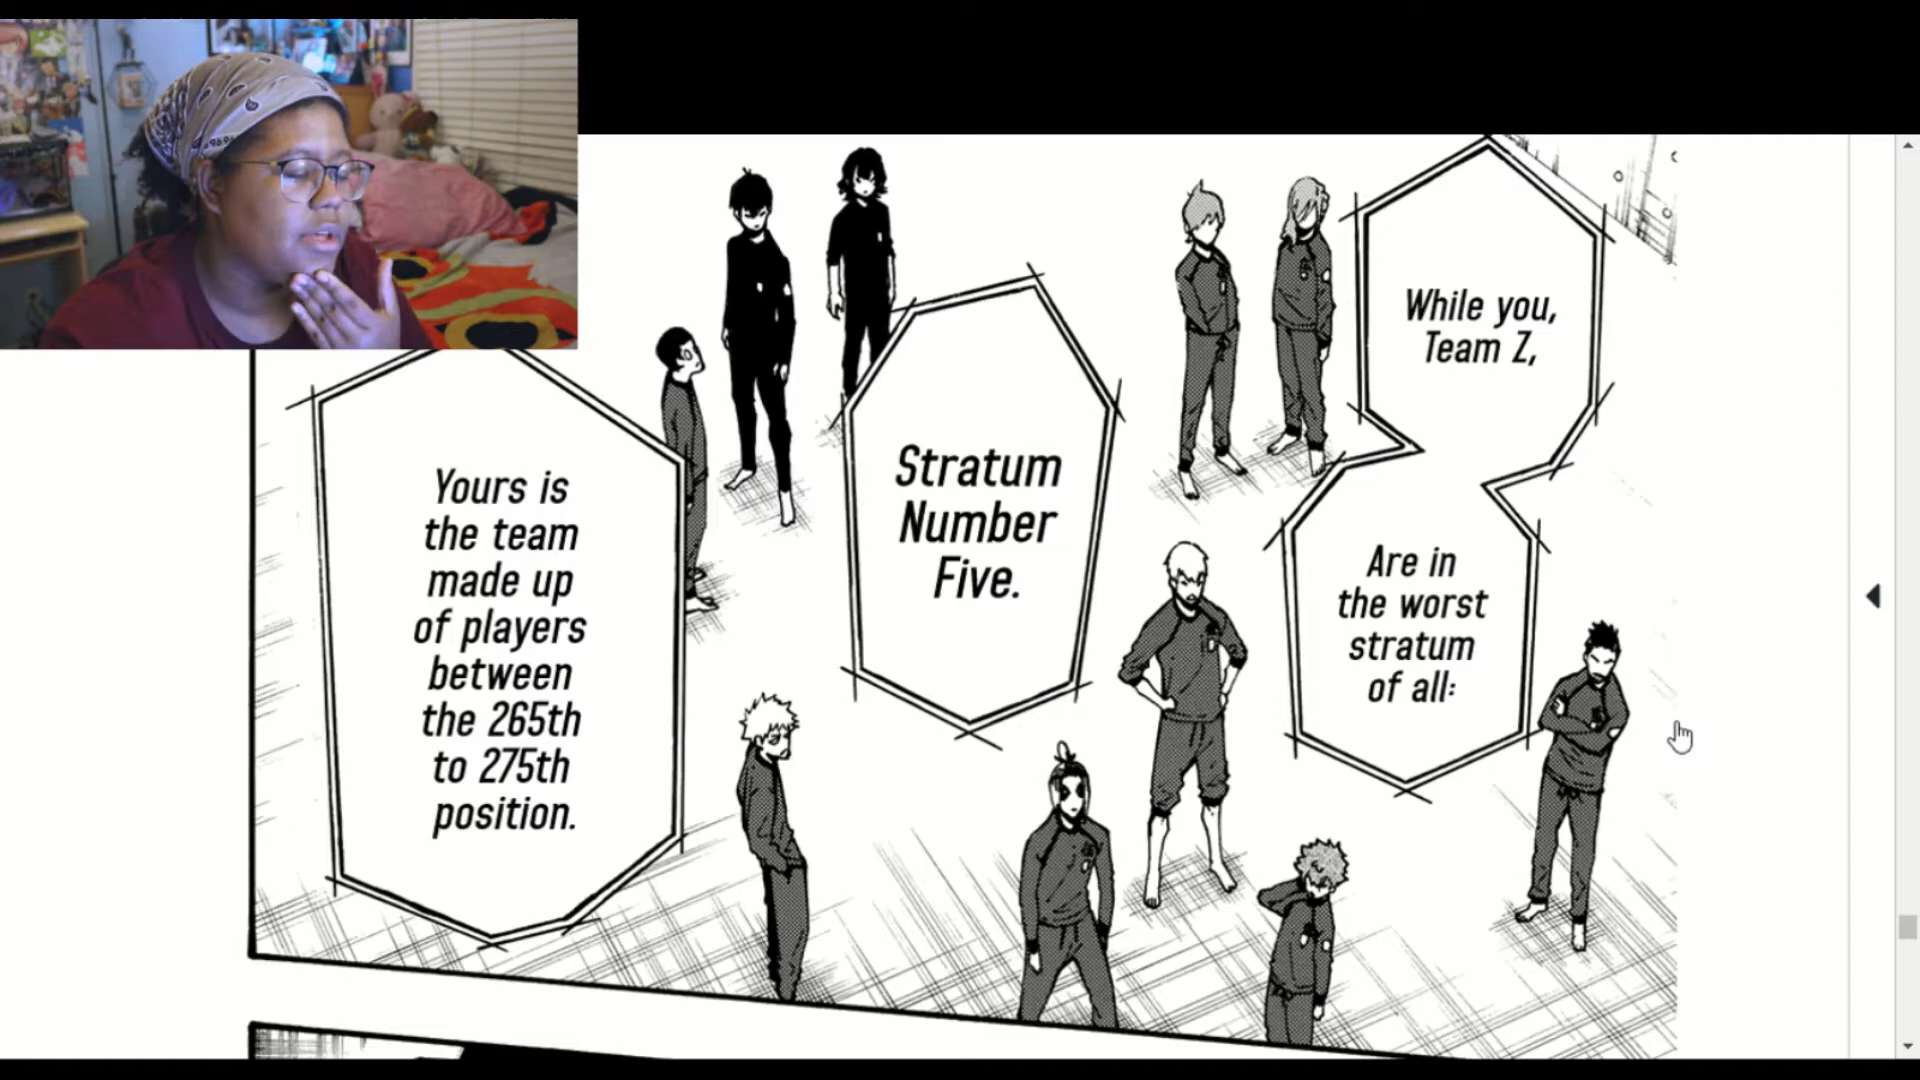 While you,
Team Z,
Are in
the worst
stratum
of all:
Stratum
Number
Five.
Yours is
the team
made up
of players
between
the 265th
to 275th
position.